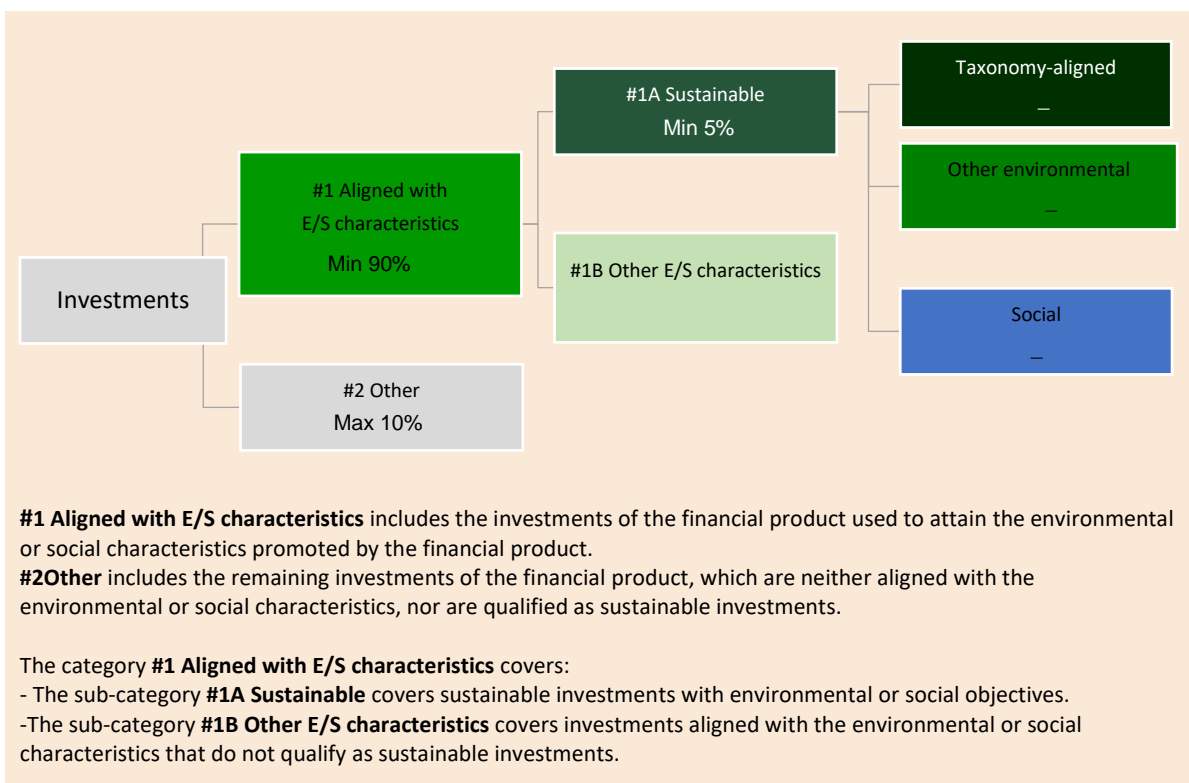 Taxonomy-aligned
_
#1A Sustainable
Min 5%
Other environmental
_
#1 Aligned with
E/S characteristics
Min 90%
#1B Other E/S characteristics
Investments
Social
_
#2 Other
Max 10%
#1 Aligned with E/S characteristics includes the investments of the financial product used to attain the environmental
or social characteristics promoted by the financial product.
#2Other includes the remaining investments of the financial product, which are neither aligned with the
environmental or social characteristics, nor are qualified as sustainable investments.
The category #1 Aligned with E/S characteristics covers:
- The sub-category #1A Sustainable covers sustainable investments with environmental or social objectives.
-The sub-category #1B Other E/S characteristics covers investments aligned with the environmental or social
characteristics that do not qualify as sustainable investments.